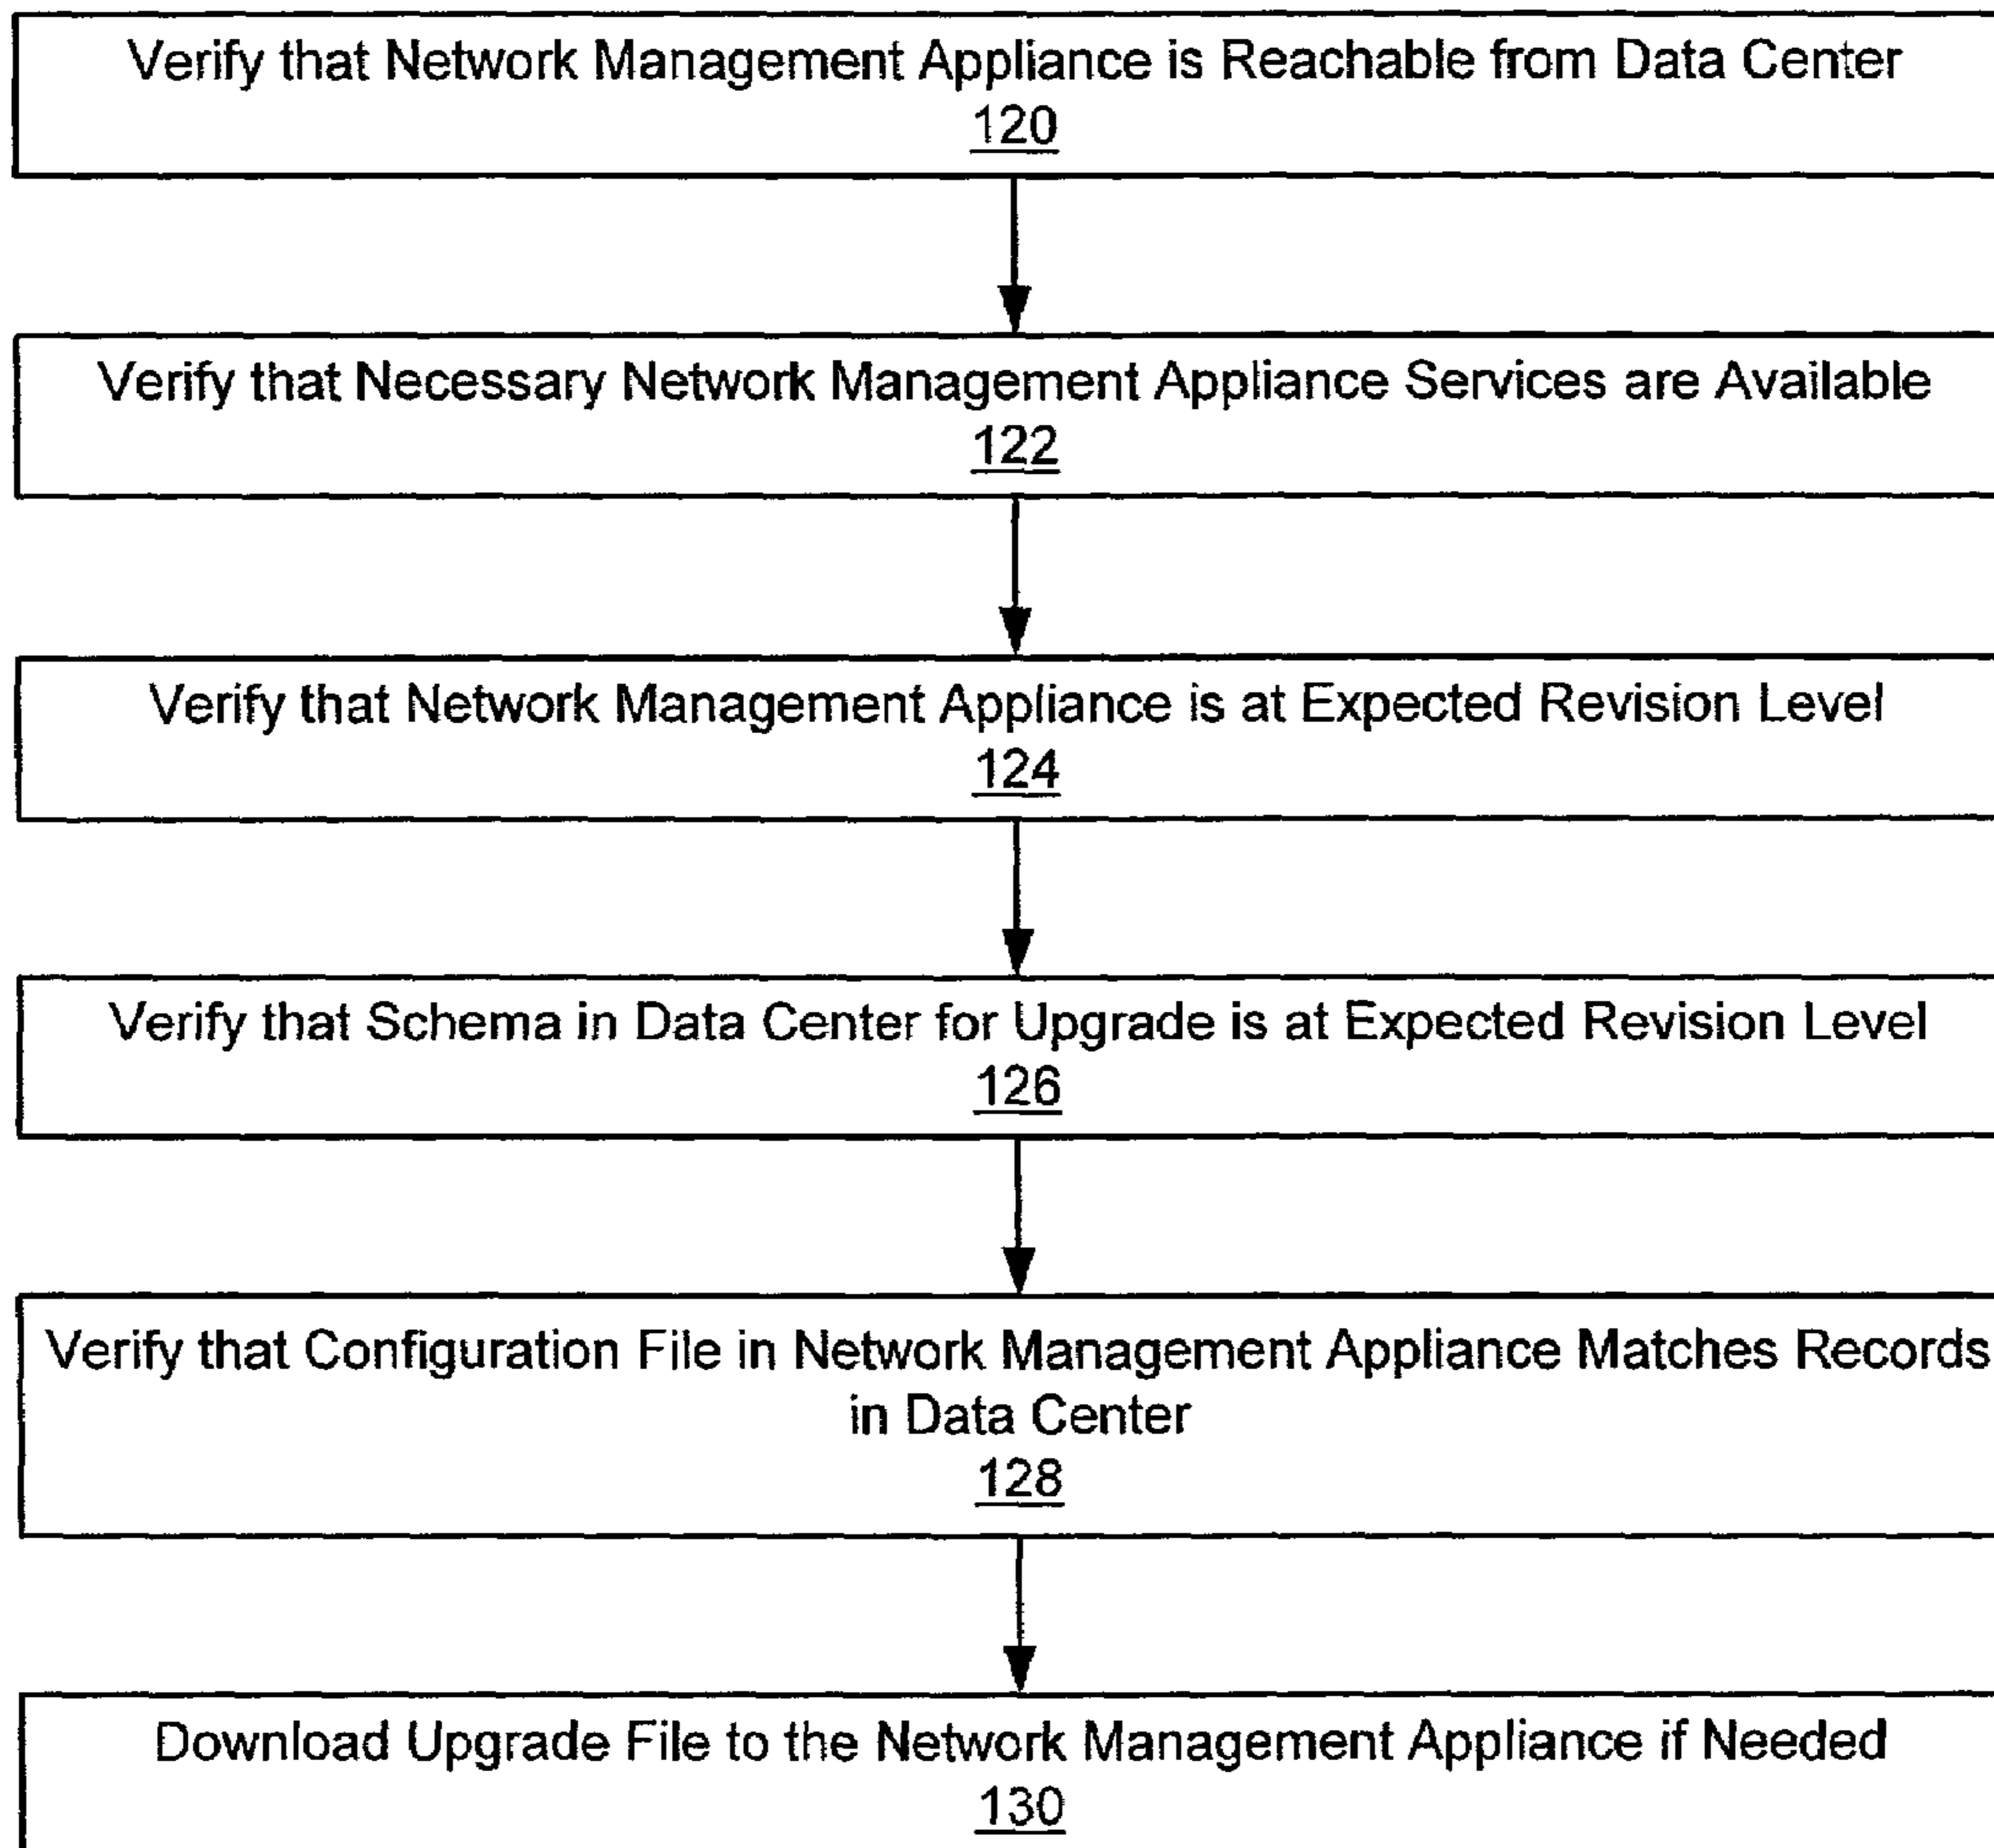 Verify that Network Management Appliance is Reachable from Data Center
120
Verify that Necessary Network Management Appliance Services are Available
122
Verify that Network Management Appliance is at Expected Revision Level
124
Verify that Schema in Data Center for Upgrade is at Expected Revision Level
126
Verify that Configuration File in Network Management Appliance Matches Records
in Data Center
128
Download Upgrade File to the Network Management Appliance if Needed
130